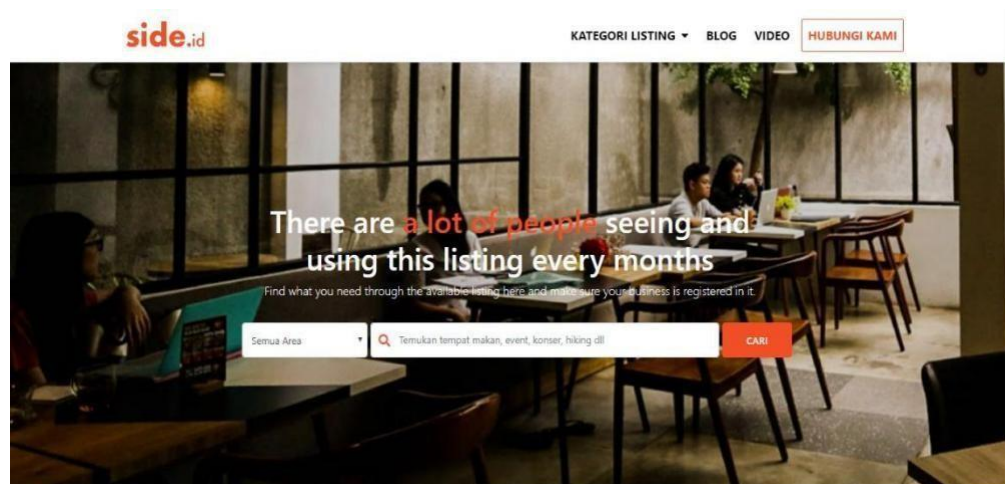 side.id
KATEGORI LISTING
BLOG
VIDEO
HUBUNGI KAMI
There are a lot of people seeing and
using this listing every months
Find what you need through the available listing here and make sure your business is registered in it.
Semua Area
Temukan tempat makan, event, konser, hiking dll
CARI